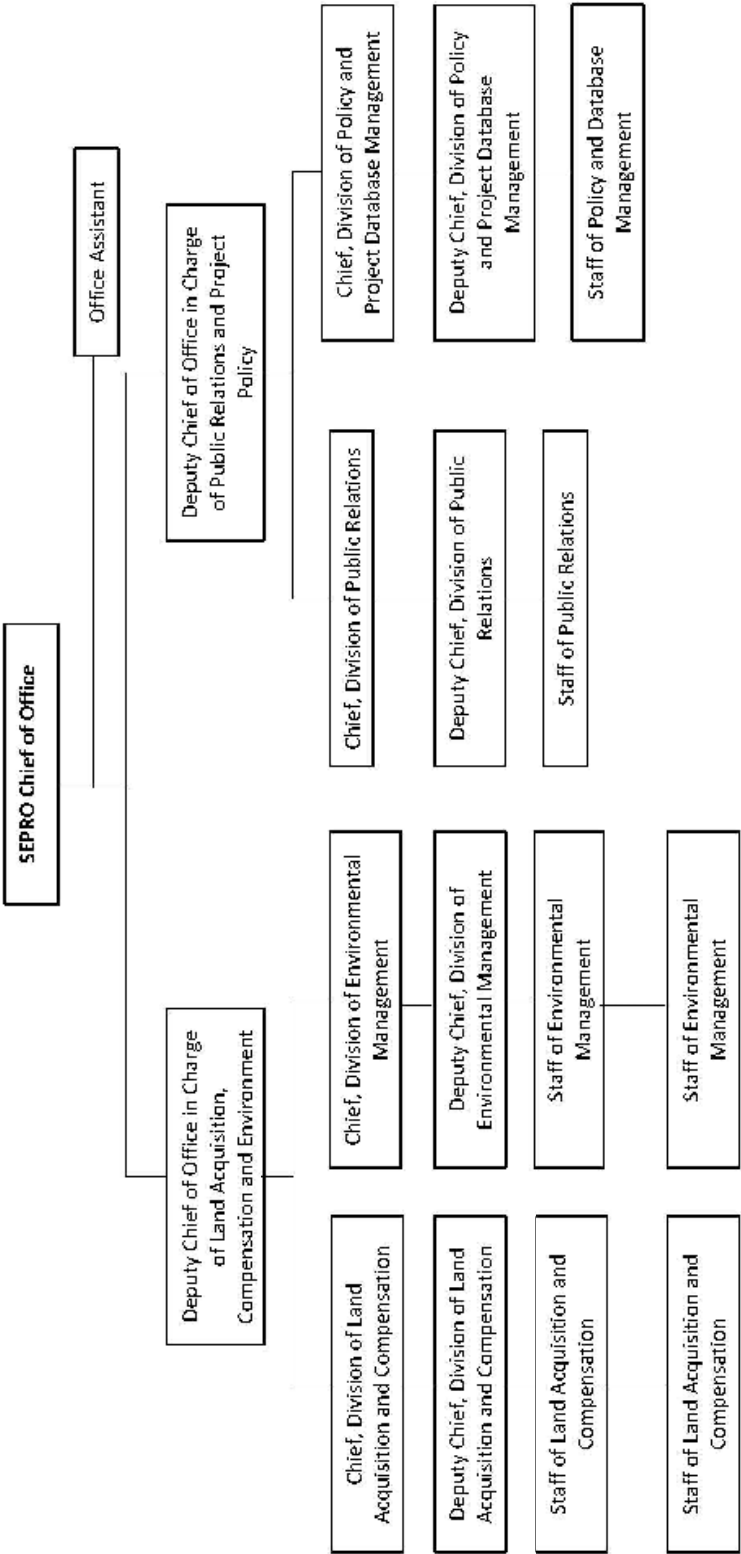 SEPRO Chief of Office
Office Assistant
Deputy Chief of Office in Charge
of Land Acquisition,
Compensation and Environment
Deputy Chief of Office in Charge
of Public Relations and Project
Policy
Chief, Division of Land
Acquisition and Compensation
Chief, Division of Environmental
Management
Chief, Division of Public Relations
Chief, Division of Policy and
Project Database Management
Deputy Chief, Division of Land
Acquisition and Compensation
Deputy Chief, Division of
Environmental Management
Deputy Chief, Division of Public
Relations
Deputy Chief, Division of Policy
and Project Database
Management
Staff of Land Acquisition and
Compensation
Staff of Environmental
Management
Staff of Public Relations
Staff of Policy and Database
Management
Staff of Land Acquisition and
Compensation
Staff of Environmental
Management